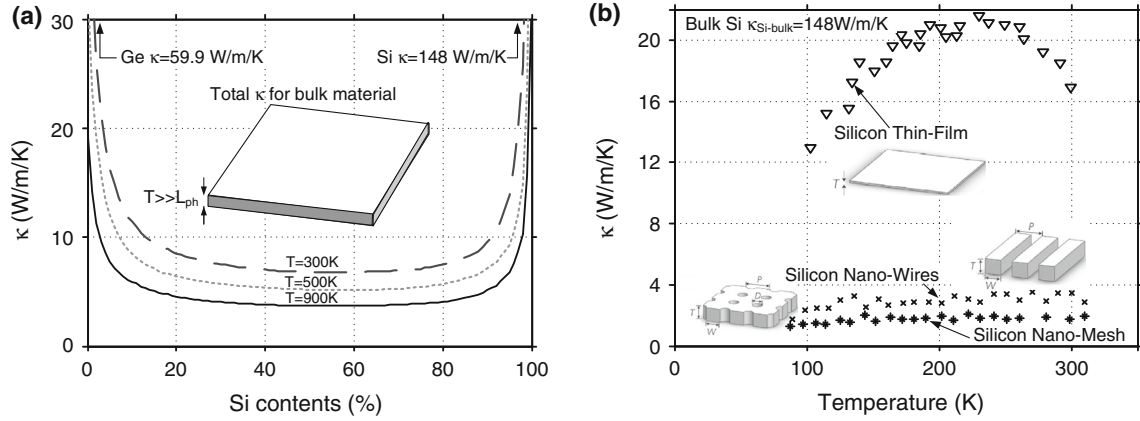 (a)
30
20
10
0
κ (W/m/K)
Ge κ=59.9 W/m/K
Si κ=148 W/m/K
Total κ for bulk material
T>>Lph
T=300K
T=500K
T=900K
0 20 40 60 80 100
Si contents (%)
(b)
Bulk Si κSi-bulk=148W/m/K
20
16
12
8
4
0
κ (W/m/K)
Silicon Thin-Film
T
P
T
W
Silicon Nano-Wires
P
D
T
W
Silicon Nano-Mesh
100 200 300
Temperature (K)